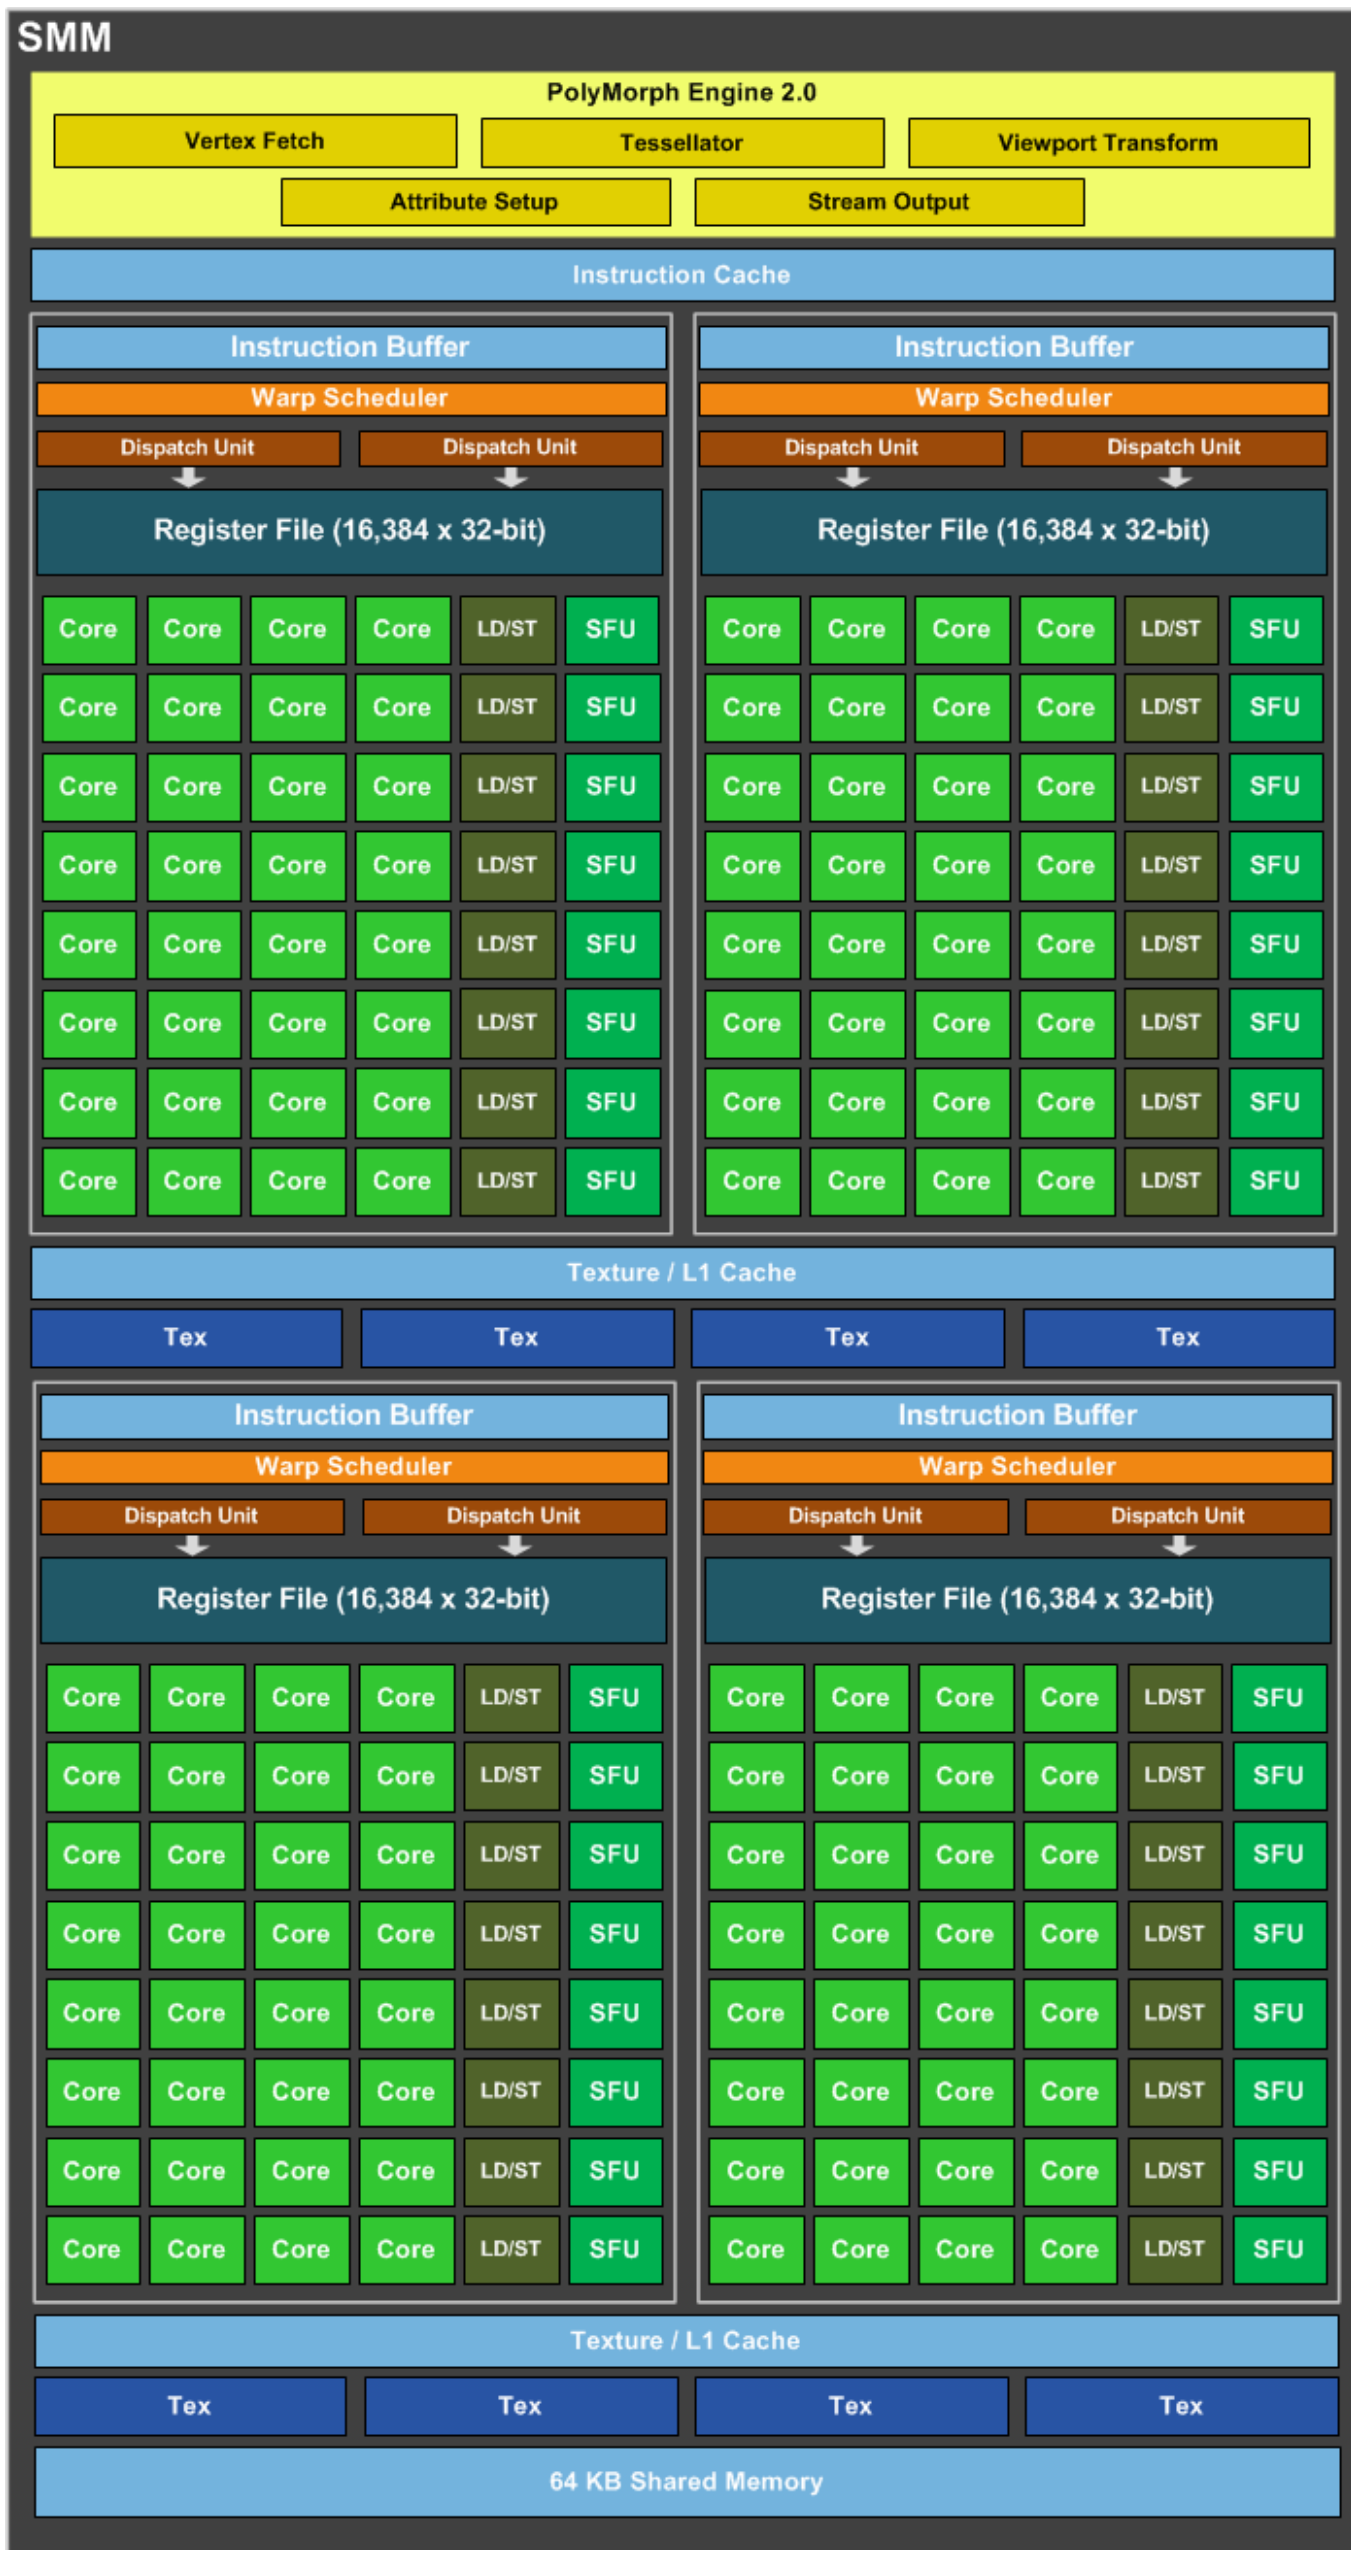 SMM
PolyMorph Engine 2.0
Vertex Fetch Tessellator Viewport Transform
Attribute Setup Stream Output
Instruction Cache
Instruction Buffer Instruction Buffer
Warp Scheduler Warp Scheduler
Dispatch Unit Dispatch Unit Dispatch Unit Dispatch Unit
Register File (16,384 x 32-bit) Register File (16,384 x 32-bit)
Core Core Core Core LD/ST SFU Core Core Core Core LD/ST SFU
Core Core Core Core LD/ST SFU Core Core Core Core LD/ST SFU
Core Core Core Core LD/ST SFU Core Core Core Core LD/ST SFU
Core Core Core Core LD/ST SFU Core Core Core Core LD/ST SFU
Core Core Core Core LD/ST SFU Core Core Core Core LD/ST SFU
Core Core Core Core LD/ST SFU Core Core Core Core LD/ST SFU
Core Core Core Core LD/ST SFU Core Core Core Core LD/ST SFU
Core Core Core Core LD/ST SFU Core Core Core Core LD/ST SFU
Texture / L1 Cache
Tex Tex Tex Tex
Instruction Buffer Instruction Buffer
Warp Scheduler Warp Scheduler
Dispatch Unit Dispatch Unit Dispatch Unit Dispatch Unit
Register File (16,384 x 32-bit) Register File (16,384 x 32-bit)
Core Core Core Core LD/ST SFU Core Core Core Core LD/ST SFU
Core Core Core Core LD/ST SFU Core Core Core Core LD/ST SFU
Core Core Core Core LD/ST SFU Core Core Core Core LD/ST SFU
Core Core Core Core LD/ST SFU Core Core Core Core LD/ST SFU
Core Core Core Core LD/ST SFU Core Core Core Core LD/ST SFU
Core Core Core Core LD/ST SFU Core Core Core Core LD/ST SFU
Core Core Core Core LD/ST SFU Core Core Core Core LD/ST SFU
Core Core Core Core LD/ST SFU Core Core Core Core LD/ST SFU
Texture / L1 Cache
Tex Tex Tex Tex
64 KB Shared Memory